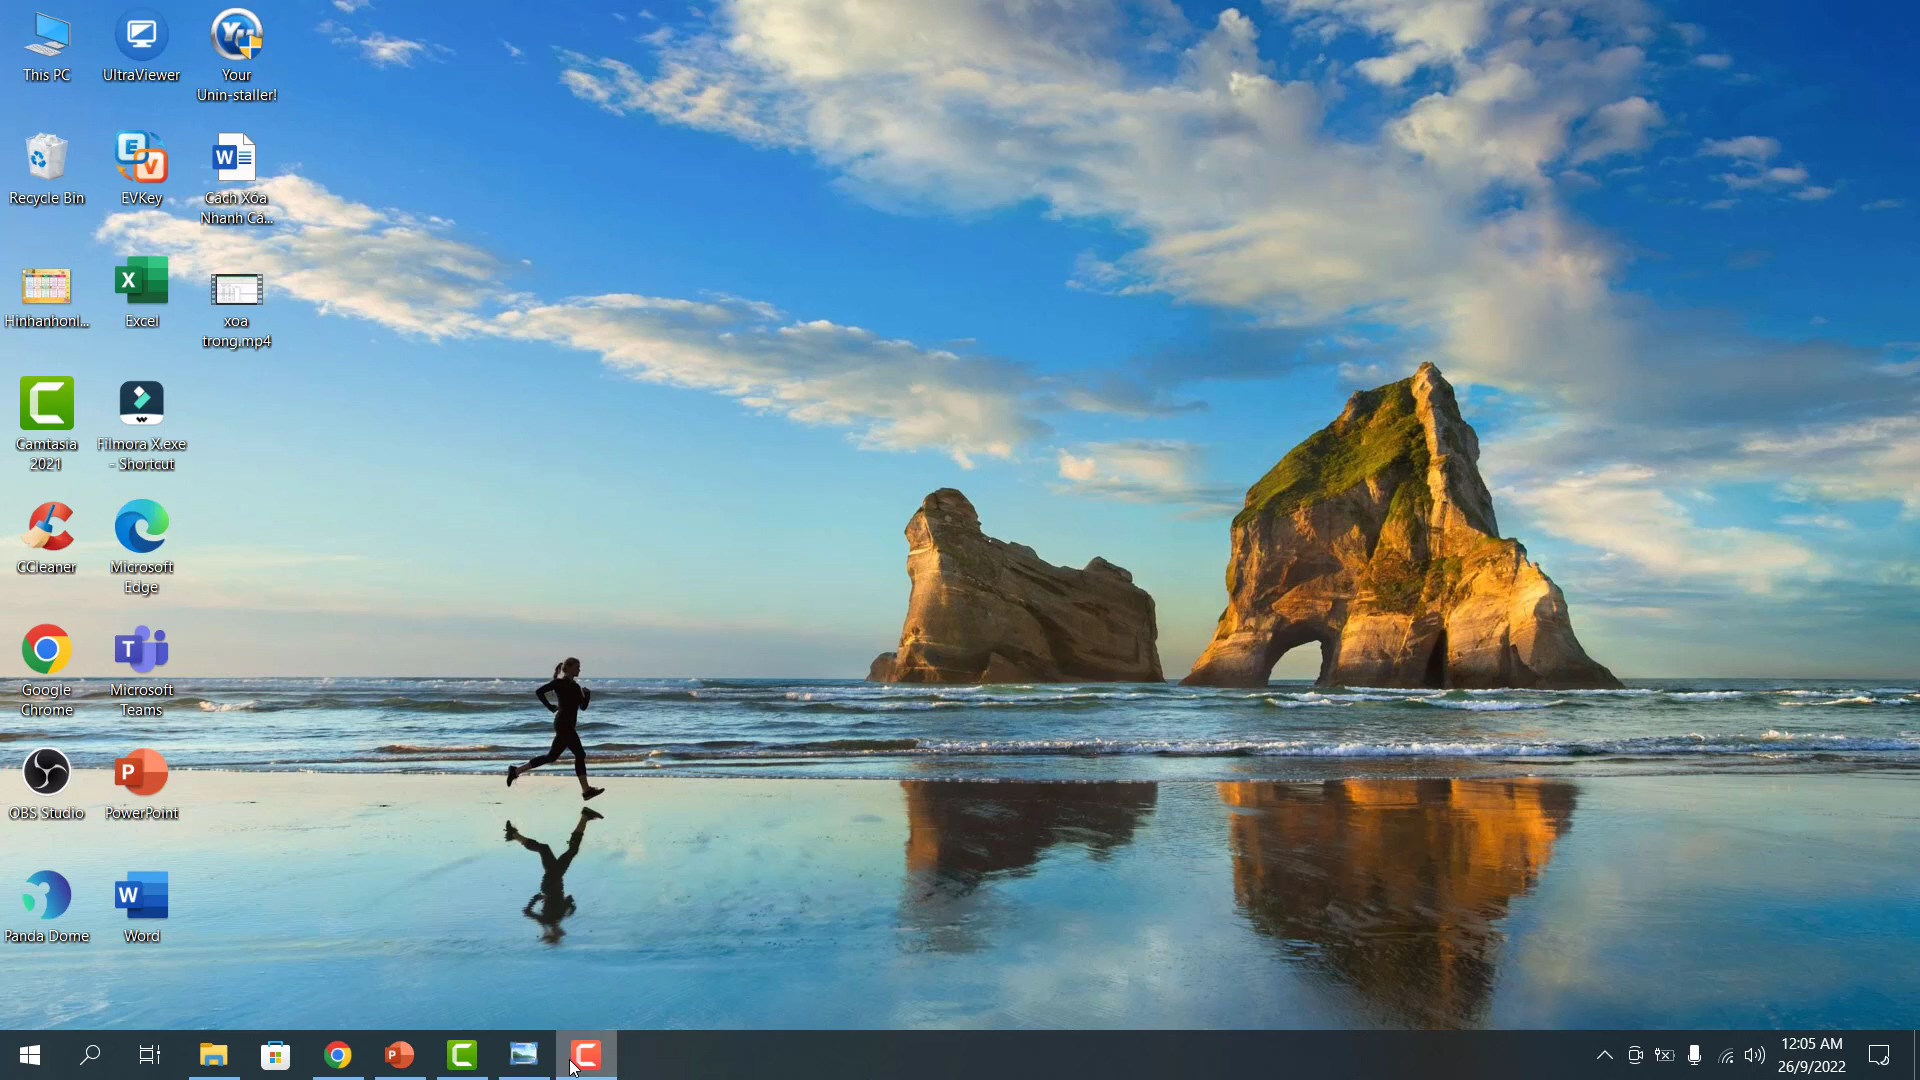 This PC
UltraViewer
Your
Unin-staller!
Recycle Bin
EVKey
Cách Xóa
Nhanh Cá...
Hinhanhonl...
Excel
xoa
trong.mp4
Camtasia
2021
Filmora X.exe
- Shortcut
CCleaner
Microsoft
Edge
Google
Chrome
Microsoft
Teams
OBS Studio
PowerPoint
Panda Dome
Word
12:05 AM
26/9/2022